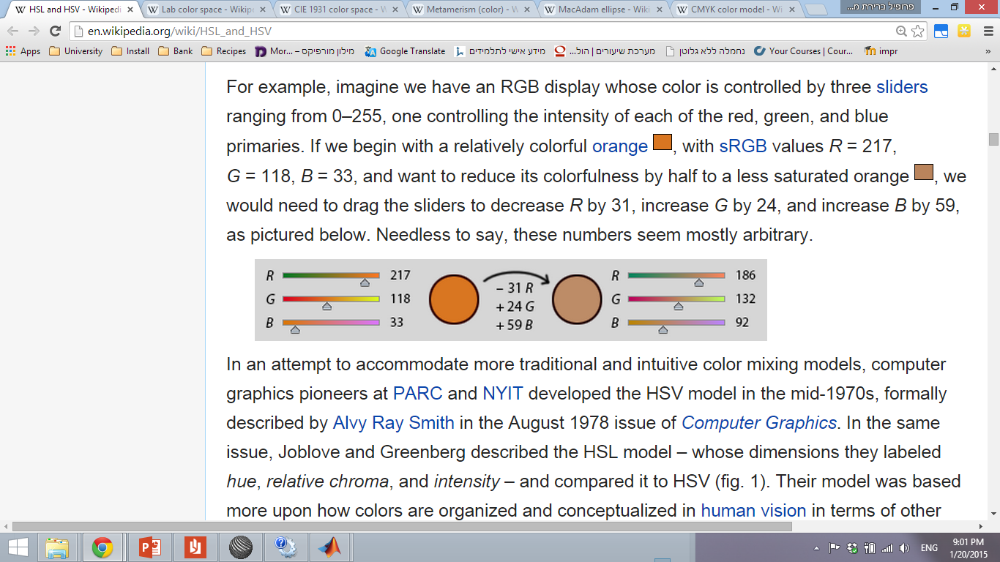 HSL and HSV - Wikipedi
Lab color space - Wikipe
CIE 1931 color space - W
Metamerism (color) - W
MacAdam ellipse - Wiki
CMYK color model - Wi
פרופיל ברירת מ...
en.wikipedia.org/wiki/HSL_and_HSV
Apps University Install Bank Recipes Mor... – מילון מורפיקס Google Translate מידע אישי לתלמידים מערכת שיעורים | הול... נחמלה ללא גלוטן Your Courses | Cour... impr »
For example, imagine we have an RGB display whose color is controlled by three sliders
ranging from 0–255, one controlling the intensity of each of the red, green, and blue
primaries. If we begin with a relatively colorful orange , with sRGB values R = 217,
G = 118, B = 33, and want to reduce its colorfulness by half to a less saturated orange , we
would need to drag the sliders to decrease R by 31, increase G by 24, and increase B by 59,
as pictured below. Needless to say, these numbers seem mostly arbitrary.
R 217
G 118
B 33
– 31 R
+ 24 G
+ 59 B
R 186
G 132
B 92
In an attempt to accommodate more traditional and intuitive color mixing models, computer
graphics pioneers at PARC and NYIT developed the HSV model in the mid-1970s, formally
described by Alvy Ray Smith in the August 1978 issue of Computer Graphics. In the same
issue, Joblove and Greenberg described the HSL model – whose dimensions they labeled
hue, relative chroma, and intensity – and compared it to HSV (fig. 1). Their model was based
more upon how colors are organized and conceptualized in human vision in terms of other
ENG
9:01 PM
1/20/2015